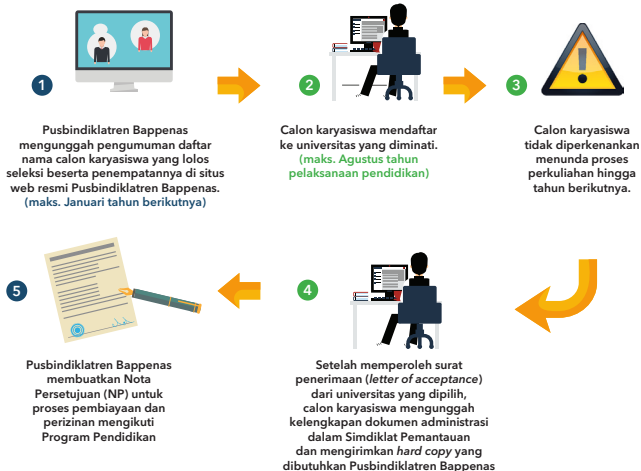 1
Pusbindiklatren Bappenas
mengunggah pengumuman daftar
nama calon karyasiswa yang lolos
seleksi beserta penempatannya di situs
web resmi Pusbindiklatren Bappenas.
(maks. Januari tahun berikutnya)
2
Calon karyasiswa mendaftar
ke universitas yang diminati.
(maks. Agustus tahun
pelaksanaan pendidikan)
3
Calon karyasiswa
tidak diperkenankan
menunda proses
perkuliahan hingga
tahun berikutnya.
4
Setelah memperoleh surat
penerimaan (letter of acceptance)
dari universitas yang dipilih,
calon karyasiswa mengunggah
kelengkapan dokumen administrasi
dalam Simdiklat Pemantauan
dan mengirimkan hard copy yang
dibutuhkan Pusbindiklatren Bappenas
5
Pusbindiklatren Bappenas
membuatkan Nota
Persetujuan (NP) untuk
proses pembiayaan dan
perizinan mengikuti
Program Pendidikan